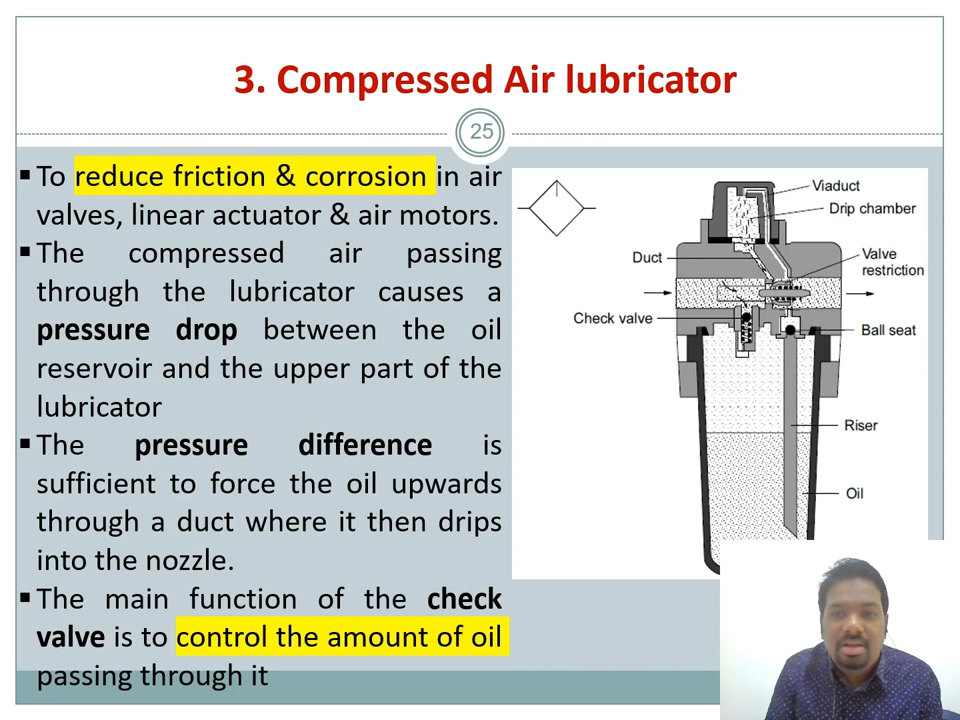 3. Compressed Air lubricator
25
▪To reduce friction & corrosion in air
valves, linear actuator & air motors.
▪The compressed air passing
through the lubricator causes a
pressure drop between the oil
reservoir and the upper part of the
lubricator
▪The pressure difference is
sufficient to force the oil upwards
through a duct where it then drips
into the nozzle.
▪The main function of the check
valve is to control the amount of oil
passing through it
Viaduct
Drip chamber
Duct
Valve
restriction
Check valve
Ball seat
Riser
Oil